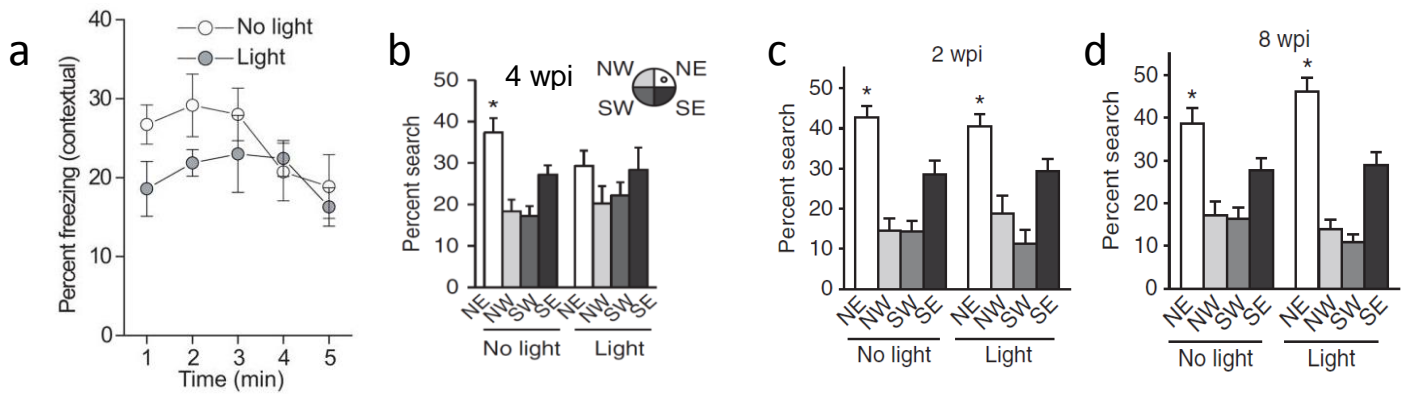 a
Percent freezing (contextual)
40
30
20
10
0
No light
Light
1 2 3 4 5
Time (min)
b
4 wpi
NW NE
SW SE
Percent search
50
40
30
20
10
0
NE NW SW SE NE NW SW SE
No light Light
c
2 wpi
Percent search
50
40
30
20
10
0
*
*
NE NW SW SE NE NW SW SE
No light Light
d
8 wpi
Percent search
50
40
30
20
10
0
*
*
NE NW SW SE NE NW SW SE
No light Light